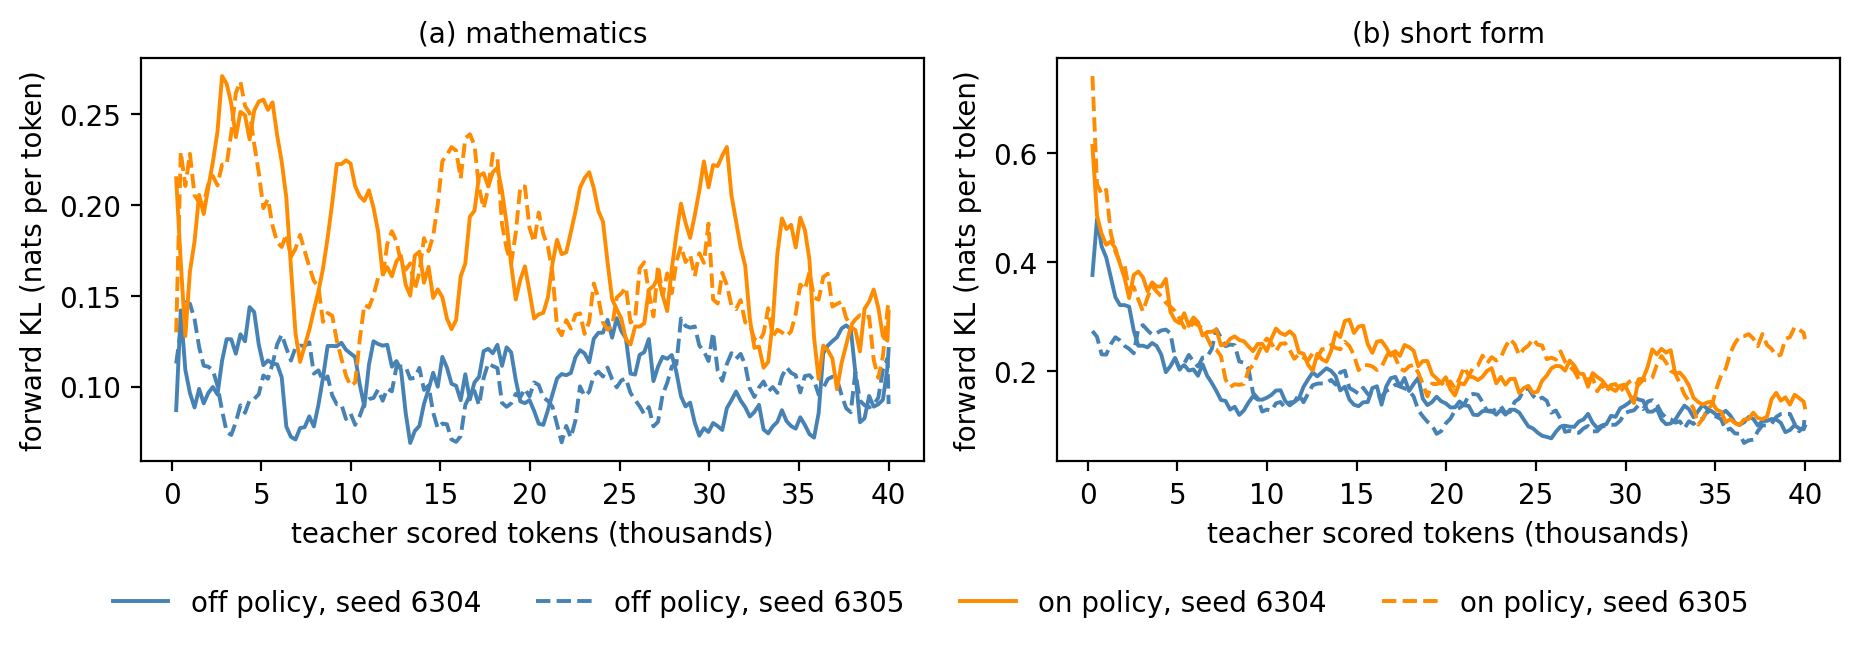 (a) mathematics
forward KL (nats per token)
0.25
0.20
0.15
0.10
0 5 10 15 20 25 30 35 40
teacher scored tokens (thousands)
(b) short form
forward KL (nats per token)
0.6
0.4
0.2
0 5 10 15 20 25 30 35 40
teacher scored tokens (thousands)
off policy, seed 6304 off policy, seed 6305 on policy, seed 6304 on policy, seed 6305